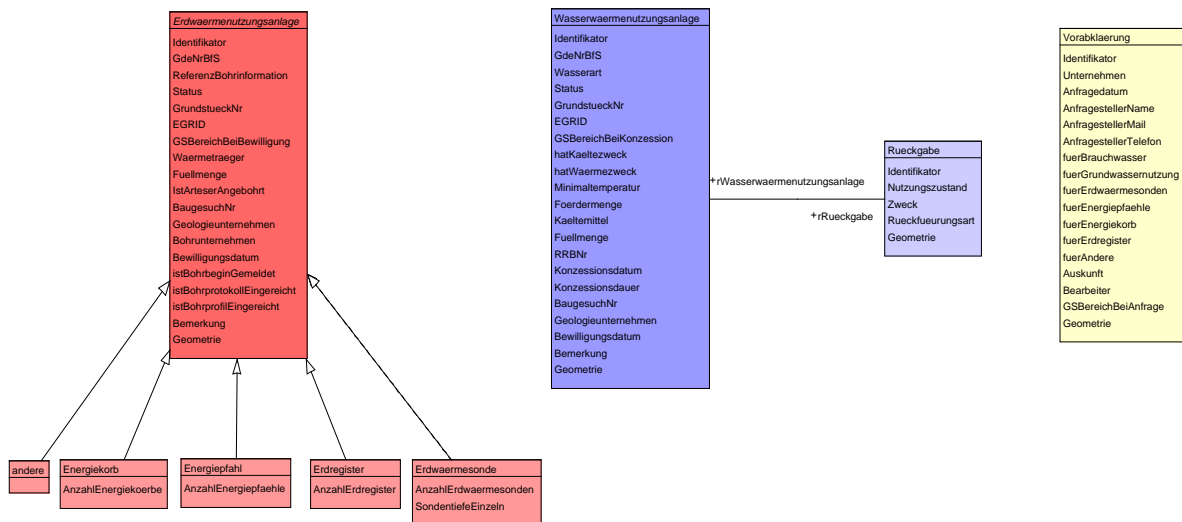 Erdwaermenutzungsanlage
Identifikator
GdeNrBfS
ReferenzBohrinformation
Status
GrundstueckNr
EGRID
GSBereichBeiBewilligung
Waermetraeger
Fuellmenge
IstArteserAngebohrt
BaugesuchNr
Geologieunternehmen
Bohrunternehmen
Bewilligungsdatum
istBohrbeginGemeldet
istBohrprotokollEingereicht
istBohrprofilEingereicht
Bemerkung
Geometrie
andere
Energiekorb
AnzahlEnergiekoerbe
Energiepfahl
AnzahlEnergiepfaehle
Erdregister
AnzahlErdregister
Erdwaermesonde
AnzahlErdwaermesonden
SondentiefeEinzeln
Wasserwaermenutzungsanlage
Identifikator
GdeNrBfS
Wasserart
Status
GrundstueckNr
EGRID
GSBereichBeiKonzession
hatKaeltezweck
hatWaermezweck
Minimaltemperatur
Foerdermenge
Kaeltemittel
Fuellmenge
RRBNr
Konzessionsdatum
Konzessionsdauer
BaugesuchNr
Geologieunternehmen
Bewilligungsdatum
Bemerkung
Geometrie
+rWasserwaermenutzungsanlage
+rRueckgabe
Rueckgabe
Identifikator
Nutzungszustand
Zweck
Rueckfueurungsart
Geometrie
Vorabklaerung
Identifikator
Unternehmen
Anfragedatum
AnfragestellerName
AnfragestellerMail
AnfragestellerTelefon
fuerBrauchwasser
fuerGrundwassernutzung
fuerErdwaermesonden
fuerEnergiepfaehle
fuerEnergiekorb
fuerErdregister
fuerAndere
Auskunft
Bearbeiter
GSBereichBeiAnfrage
Geometrie